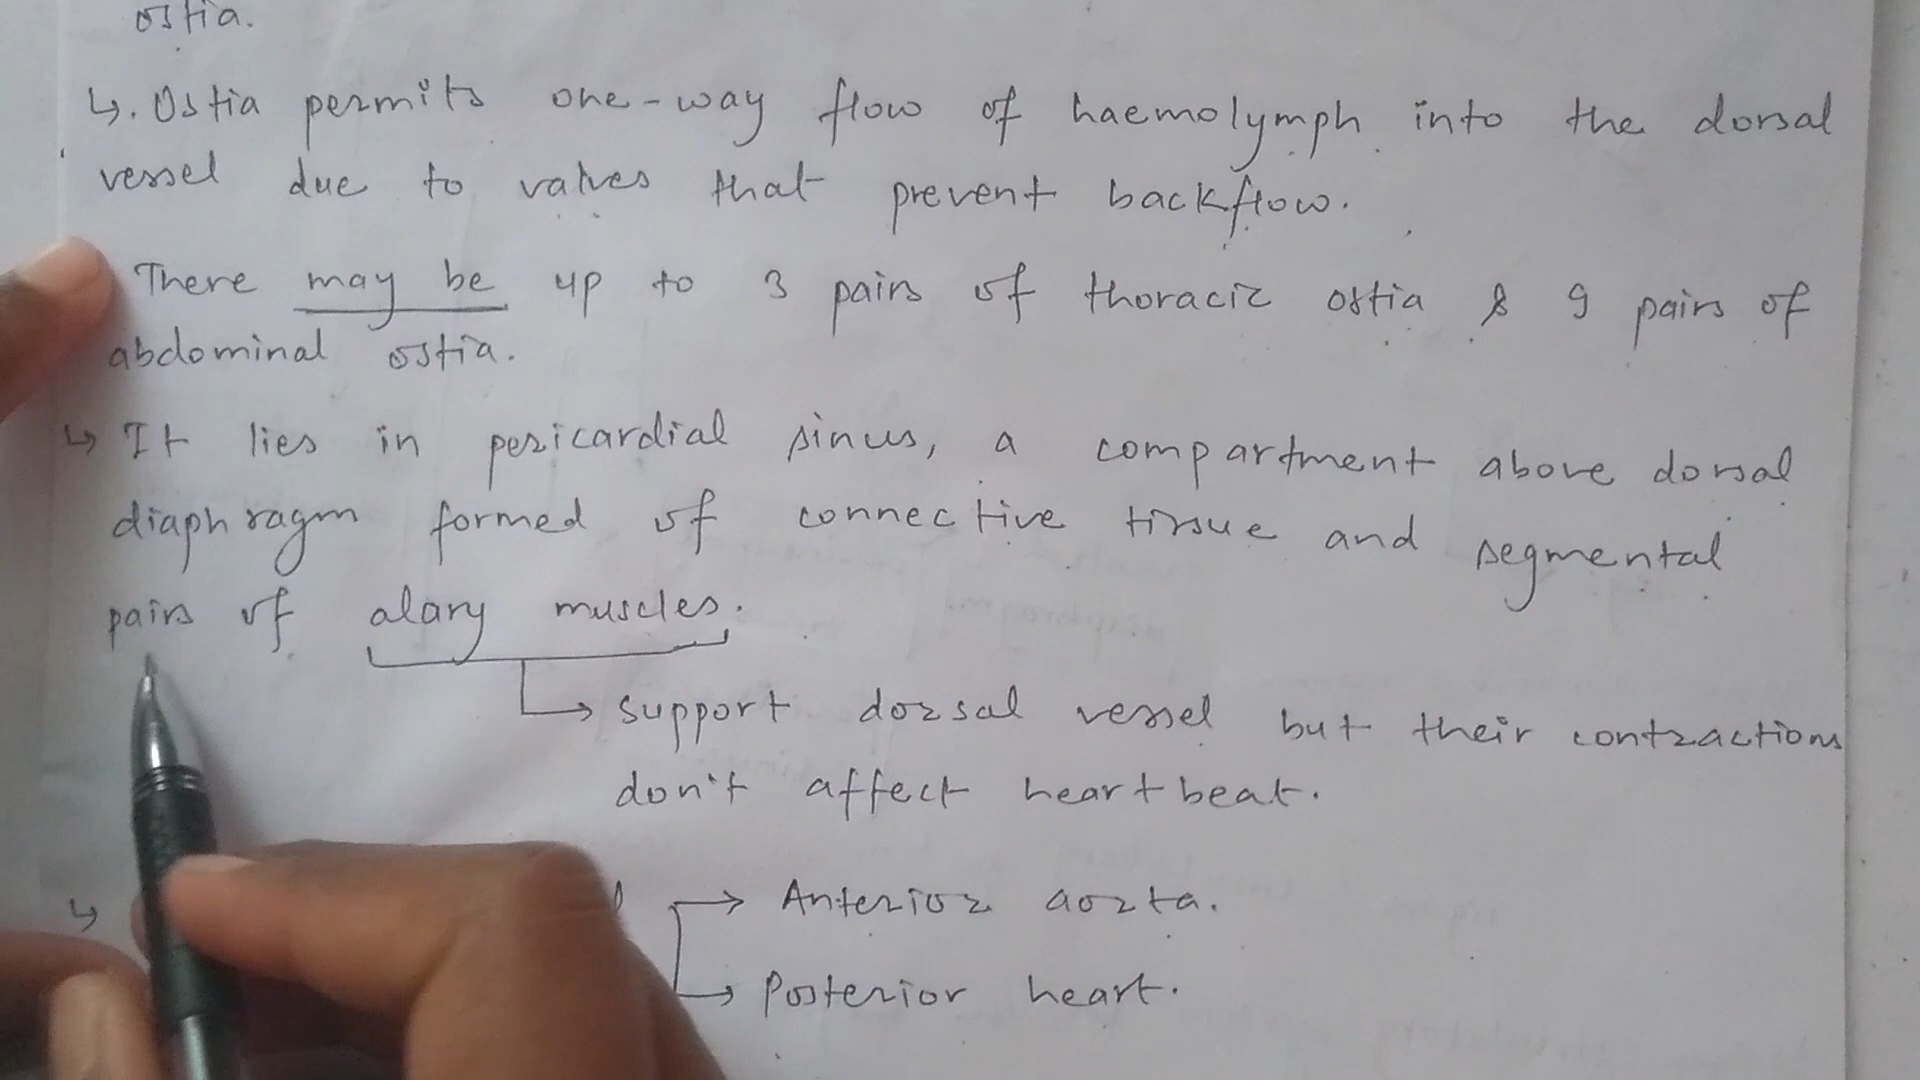 ostia.
↳. Ostia permits one-way flow of haemolymph into the dorsal
vessel due to valves that prevent backflow.
There may be up to 3 pairs of thoracic ostia & 9 pairs of
abdominal ostia.
↳ It lies in pericardial sinus, a compartment above dorsal
diaphragm formed of connective tissue and segmental
pairs of alary muscles.
↳ support dorsal vessel but their contractions
don't affect heartbeat.
↳ → Anterior aorta.
↳ Posterior heart.